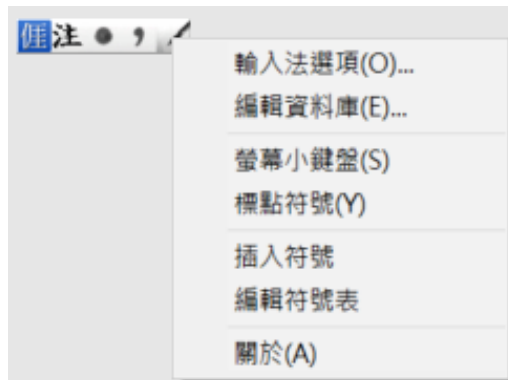 倕注 ● ，
輸入法選項(O)...
編輯資料庫(E)...
螢幕小鍵盤(S)
標點符號(Y)
插入符號
編輯符號表
關於(A)